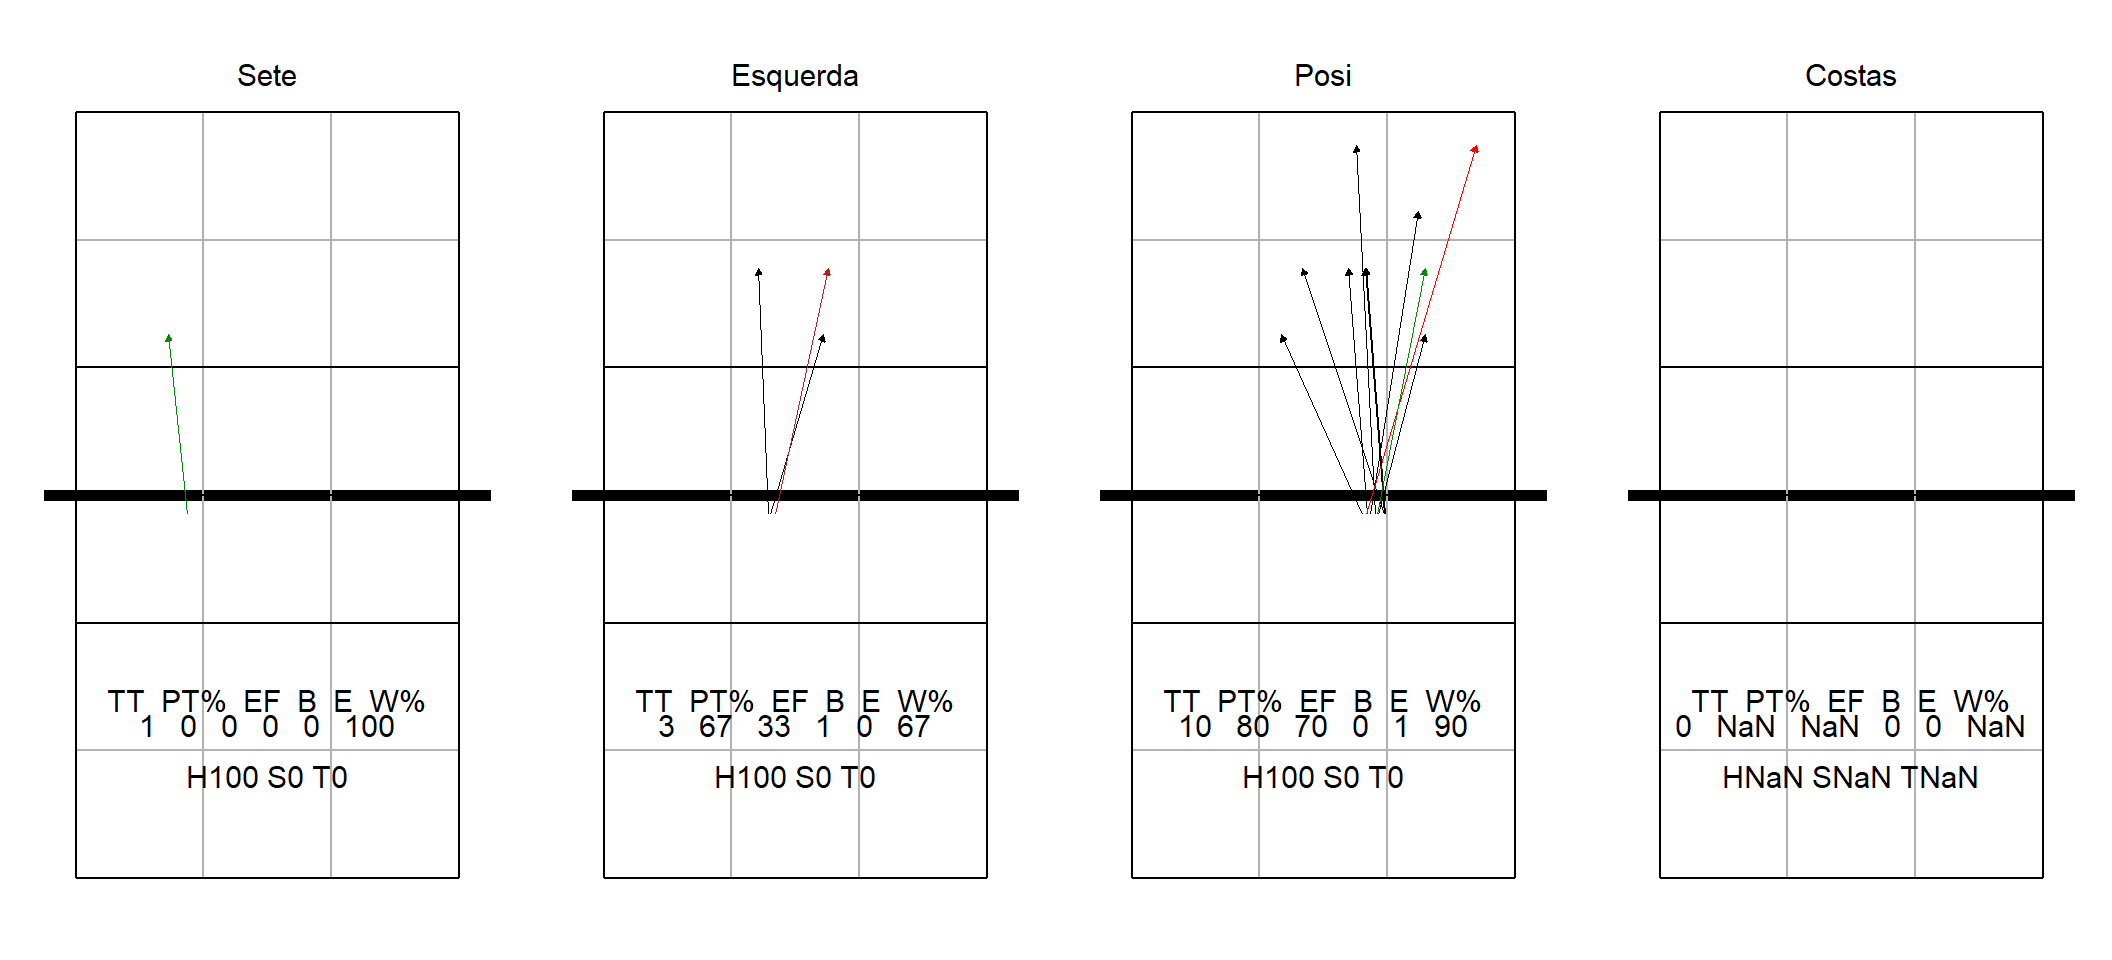 Sete
TT PT% EF B E W%
1 0 0 0 0 100
H100 S0 T0
Esquerda
TT PT% EF B E W%
3 67 33 1 0 67
H100 S0 T0
Posi
TT PT% EF B E W%
10 80 70 0 1 90
H100 S0 T0
Costas
TT PT% EF B E W%
0 NaN NaN 0 0 NaN
HNaN SNaN TNaN